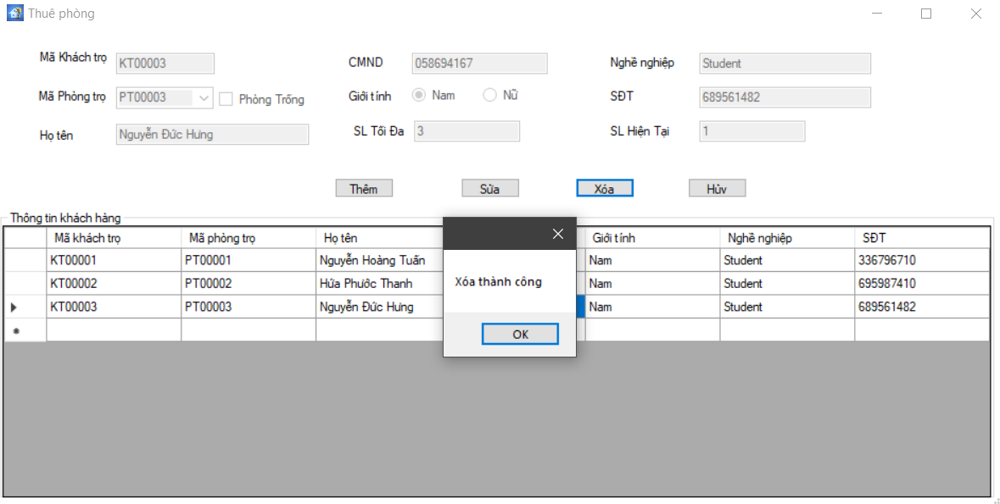 Thuê phòng
Mã Khách trọ KT00003 CMND 058694167 Nghề nghiệp Student
Mã Phòng trọ PT00003 Phòng Trống Giới tính Nam Nữ SĐT 689561482
Họ tên Nguyễn Đức Hưng SL Tối Đa 3 SL Hiện Tại 1
Thêm Sửa Xóa Hủy
Thông tin khách hàng
Mã khách trọ Mã phòng trọ Họ tên Giới tính Nghề nghiệp SĐT
KT00001 PT00001 Nguyễn Hoàng Tuấn Nam Student 336796710
KT00002 PT00002 Hứa Phước Thanh Nam Student 695987410
KT00003 PT00003 Nguyễn Đức Hưng Nam Student 689561482
Xóa thành công
OK